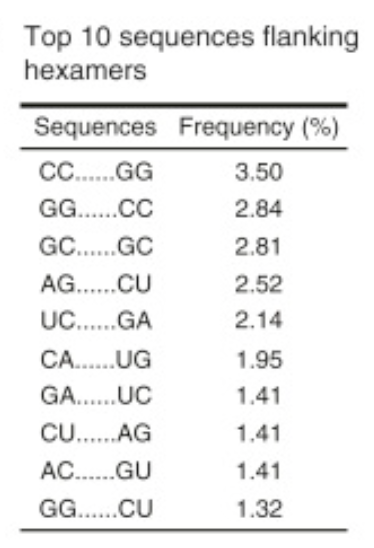 Top 10 sequences flanking
hexamers
Sequences Frequency (%)
CC......GG 3.50
GG......CC 2.84
GC......GC 2.81
AG......CU 2.52
UC......GA 2.14
CA......UG 1.95
GA......UC 1.41
CU......AG 1.41
AC......GU 1.41
GG......CU 1.32